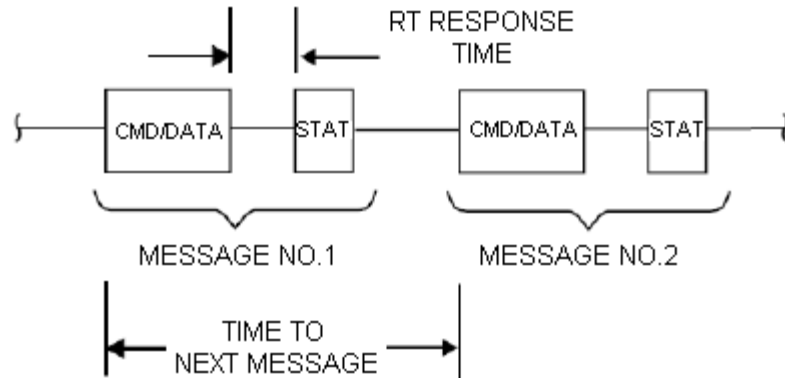 RT RESPONSE
TIME
CMD/DATA
STAT
CMD/DATA
STAT
MESSAGE NO.1
MESSAGE NO.2
TIME TO
NEXT MESSAGE